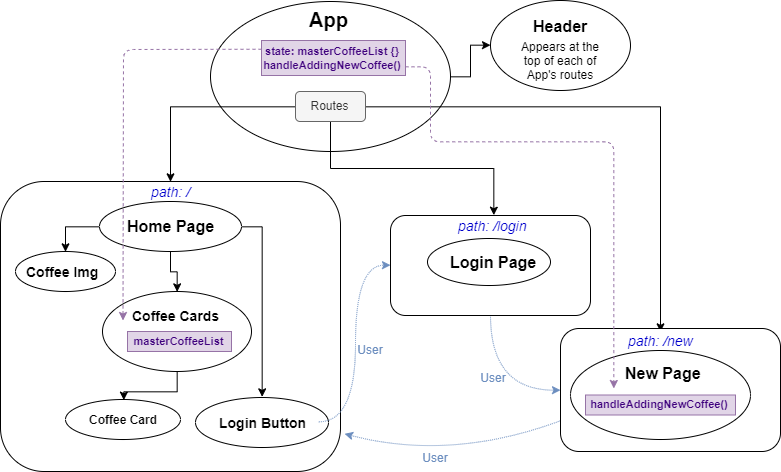 App
state: masterCoffeeList {}
handleAddingNewCoffee()
Routes
Header
Appears at the
top of each of
App's routes
path: /
Home Page
Coffee Img
Coffee Cards
masterCoffeeList
Coffee Card
Login Button
path: /login
Login Page
User
User
path: /new
New Page
handleAddingNewCoffee()
User